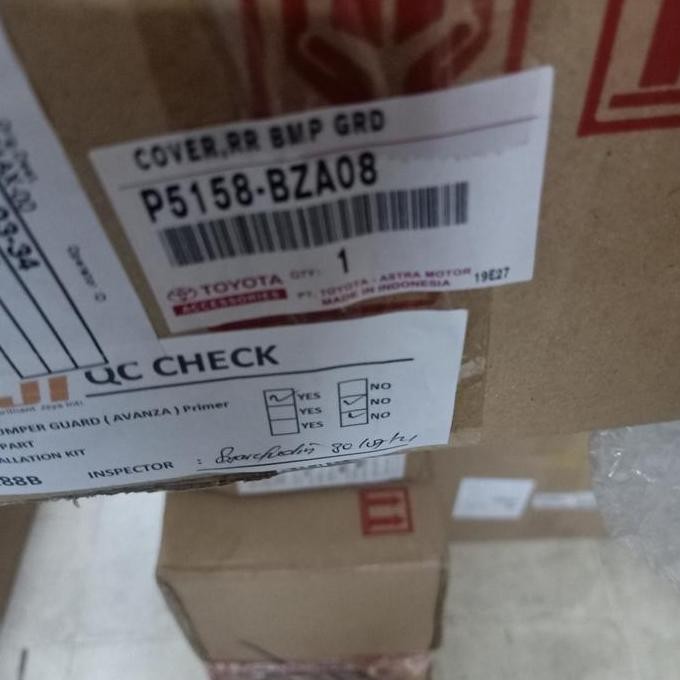 COVER,RR BMP GRD
P5158-BZA08
QTY: 1
TOYOTA
ACCESSORIES
PT. TOYOTA - ASTRA MOTOR
MADE IN INDONESIA
19E27
QC CHECK
UMPER GUARD ( AVANZA ) Primer
PART
ALLATION KIT
YES NO
YES NO
YES NO
88B
INSPECTOR :